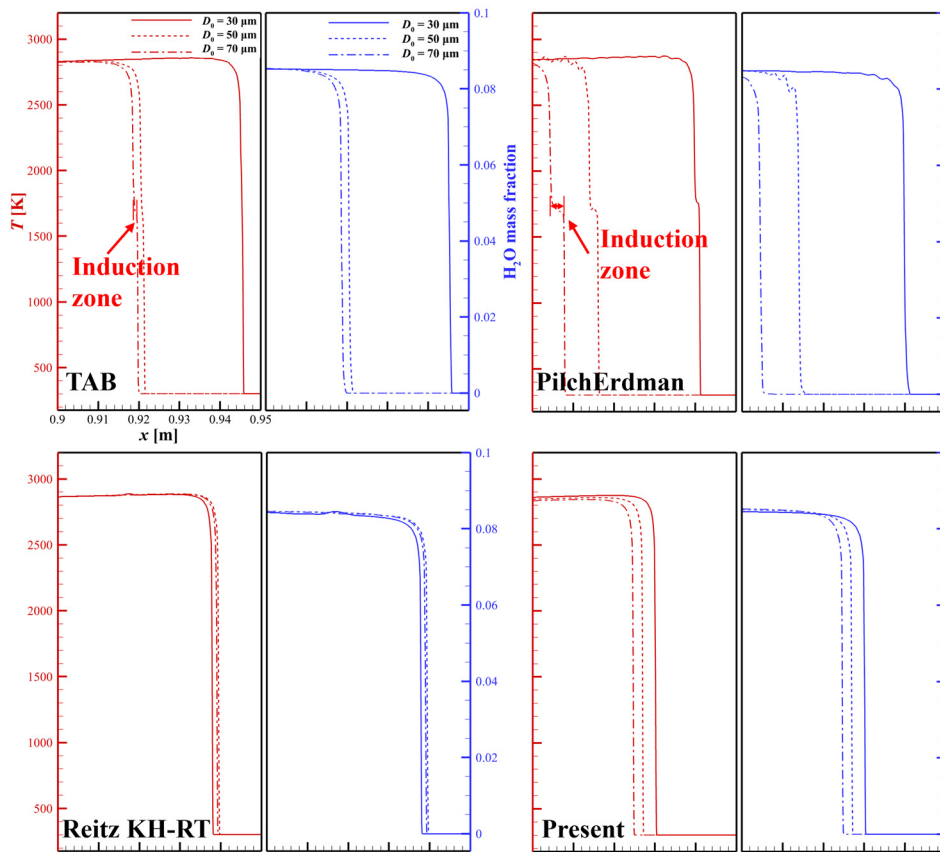 D₀ = 30 μm
D₀ = 50 μm
D₀ = 70 μm
D₀ = 30 μm
D₀ = 50 μm
D₀ = 70 μm
0.1
3000
2500
2000
1500
1000
500
T [K]
Induction
zone
TAB
0.9
0.91
0.92
0.93
0.94
0.95
x [m]
0.08
0.06
0.04
0.02
0
H₂O mass fraction
Induction
zone
PilchErdman
3000
2500
2000
1500
1000
500
Reitz KH-RT
0.1
0.08
0.06
0.04
0.02
0
Present